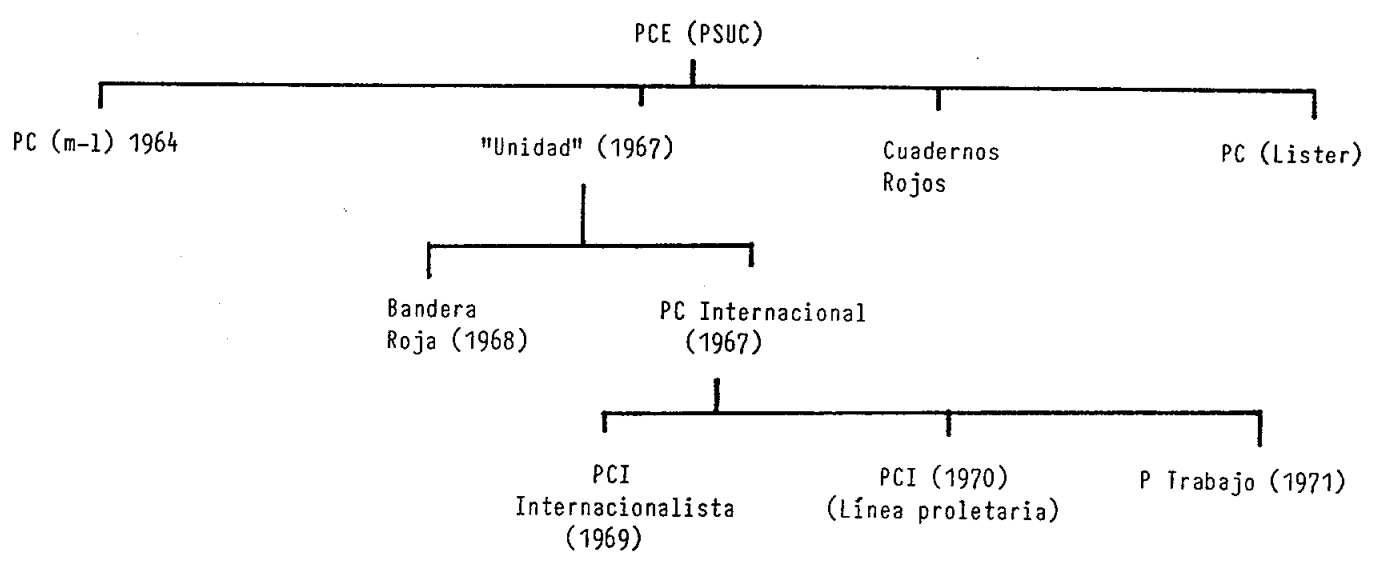 PCE (PSUC)
PC (m-l) 1964
"Unidad" (1967)
Cuadernos
Rojos
PC (Lister)
Bandera
Roja (1968)
PC Internacional
(1967)
PCI
Internacionalista
(1969)
PCI (1970)
(Línea proletaria)
P Trabajo (1971)